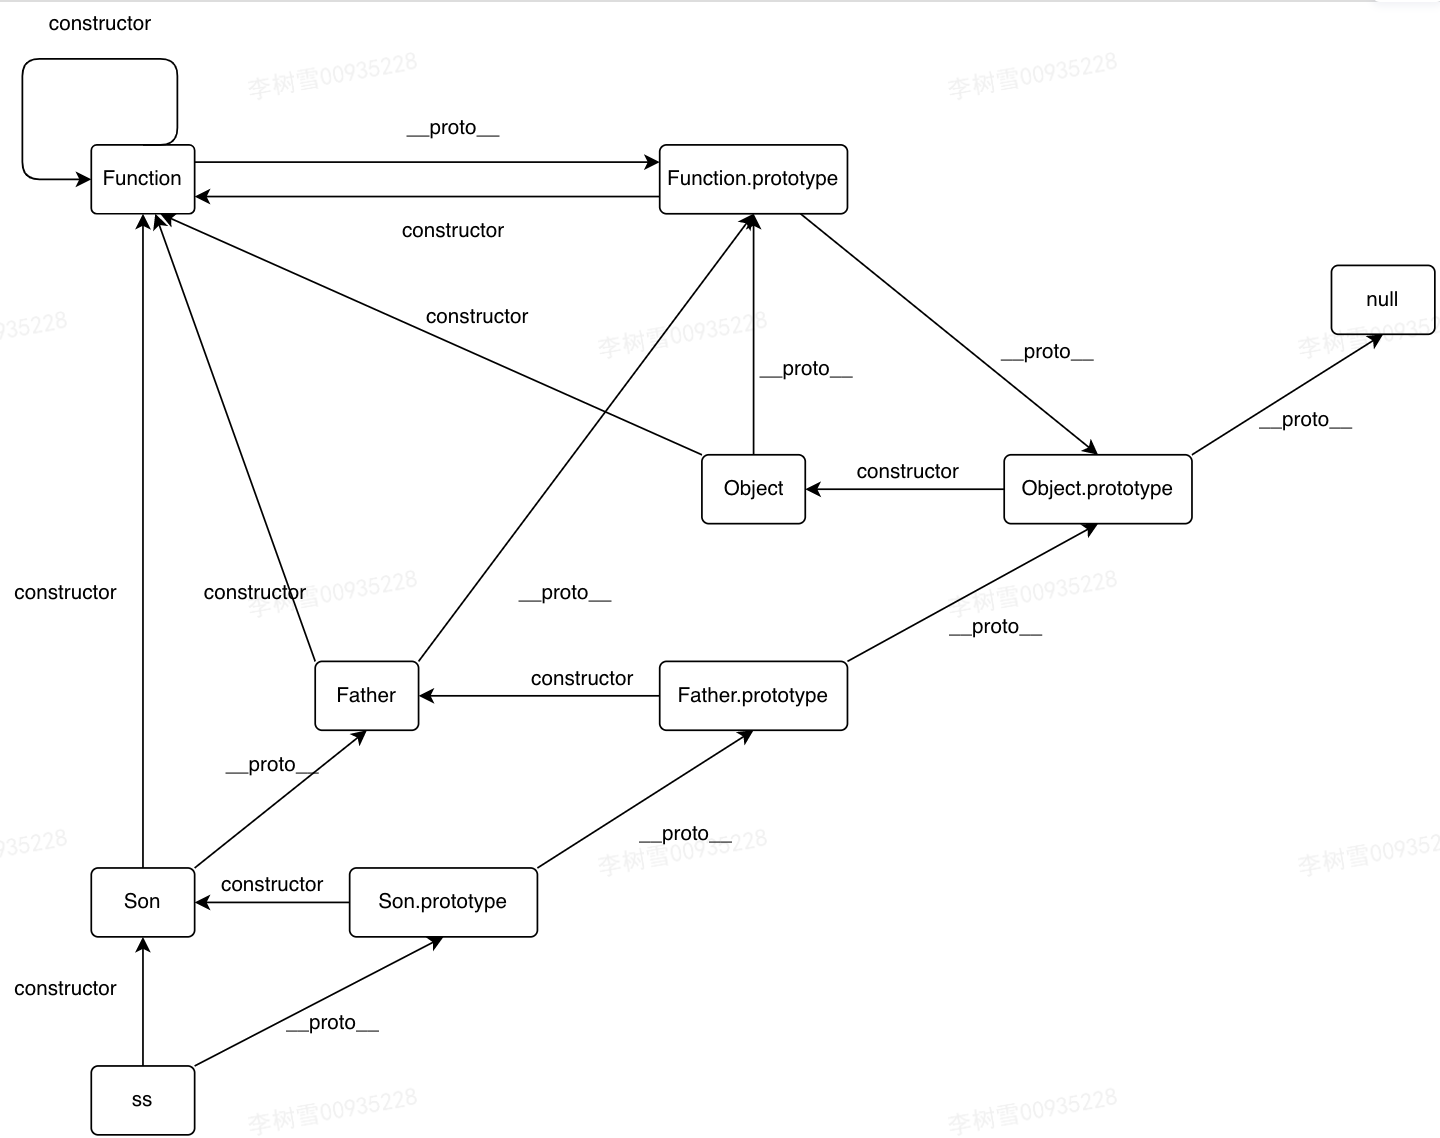 constructor
李树雪00935228
李树雪00935228
__proto__
Function
Function.prototype
constructor
null
constructor
935228
李树雪00935228
李树雪00935
__proto__
__proto__
__proto__
constructor
Object
Object.prototype
constructor
constructor
__proto__
李树雪00935228
李树雪00935228
__proto__
constructor
Father
Father.prototype
__proto__
__proto__
935228
李树雪00935228
李树雪0093522
constructor
Son
Son.prototype
constructor
__proto__
ss
李树雪00935228
李树雪00935228